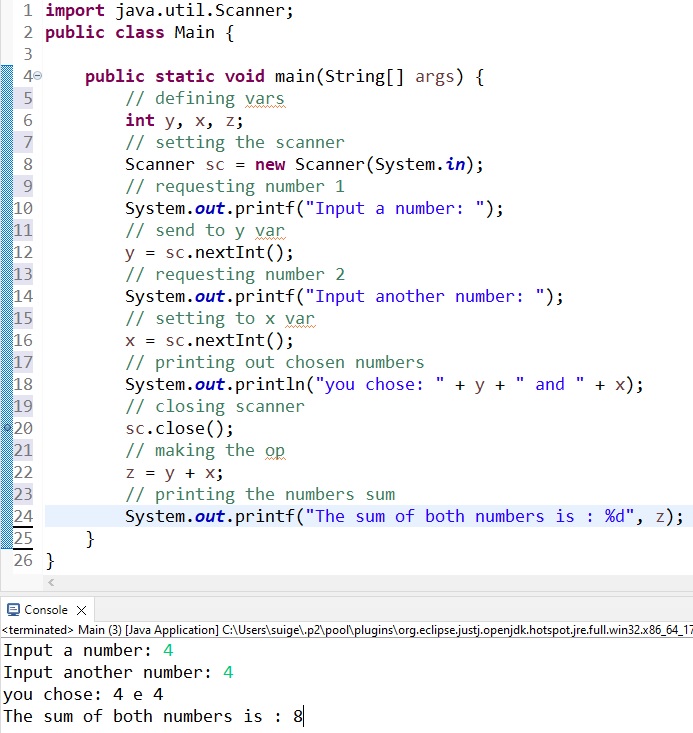 1 import java.util.Scanner;
2 public class Main {
3
4 public static void main(String[] args) {
5 // defining vars
6 int y, x, z;
7 // setting the scanner
8 Scanner sc = new Scanner(System.in);
9 // requesting number 1
10 System.out.printf("Input a number: ");
11 // send to y var
12 y = sc.nextInt();
13 // requesting number 2
14 System.out.printf("Input another number: ");
15 // setting to x var
16 x = sc.nextInt();
17 // printing out chosen numbers
18 System.out.println("you chose: " + y + " and " + x);
19 // closing scanner
20 sc.close();
21 // making the op
22 z = y + x;
23 // printing the numbers sum
24 System.out.printf("The sum of both numbers is : %d", z);
25 }
26 }
Console
<terminated> Main (3) [Java Application] C:\Users\suige\.p2\pool\plugins\org.eclipse.justj.openjdk.hotspot.jre.full.win32.x86_64_17
Input a number: 4
Input another number: 4
you chose: 4 e 4
The sum of both numbers is : 8